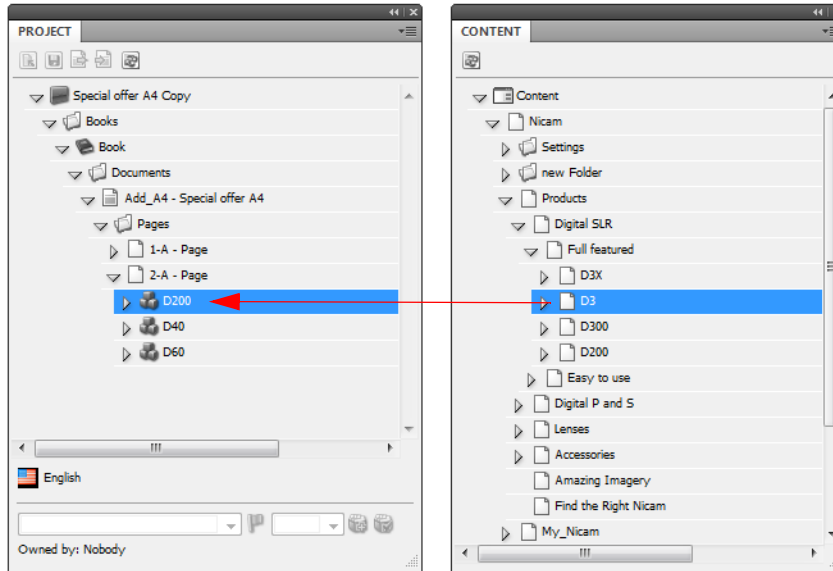 PROJECT
Special offer A4 Copy
Books
Book
Documents
Add_A4 - Special offer A4
Pages
1-A - Page
2-A - Page
D200
D40
D60
English
Owned by: Nobody
CONTENT
Content
Nicam
Settings
new Folder
Products
Digital SLR
Full featured
D3X
D3
D300
D200
Easy to use
Digital P and S
Lenses
Accessories
Amazing Imagery
Find the Right Nicam
My_Nicam